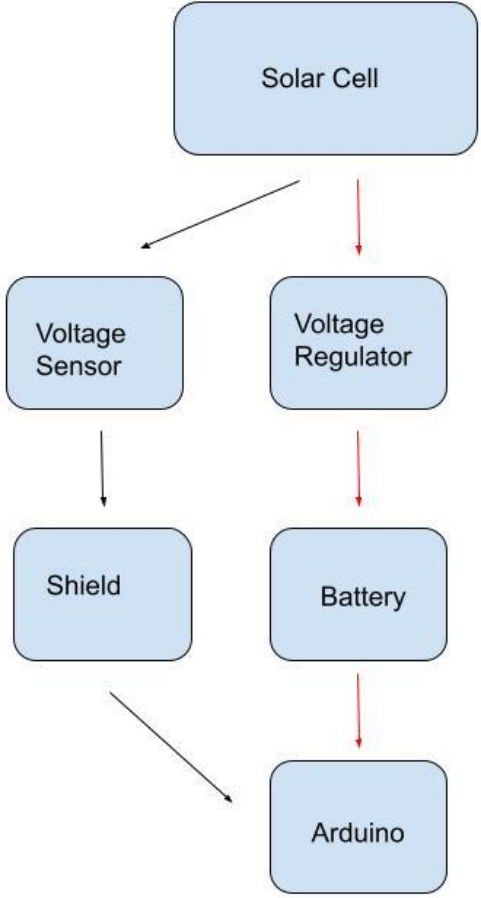 Solar Cell
Voltage
Sensor
Voltage
Regulator
Shield
Battery
Arduino